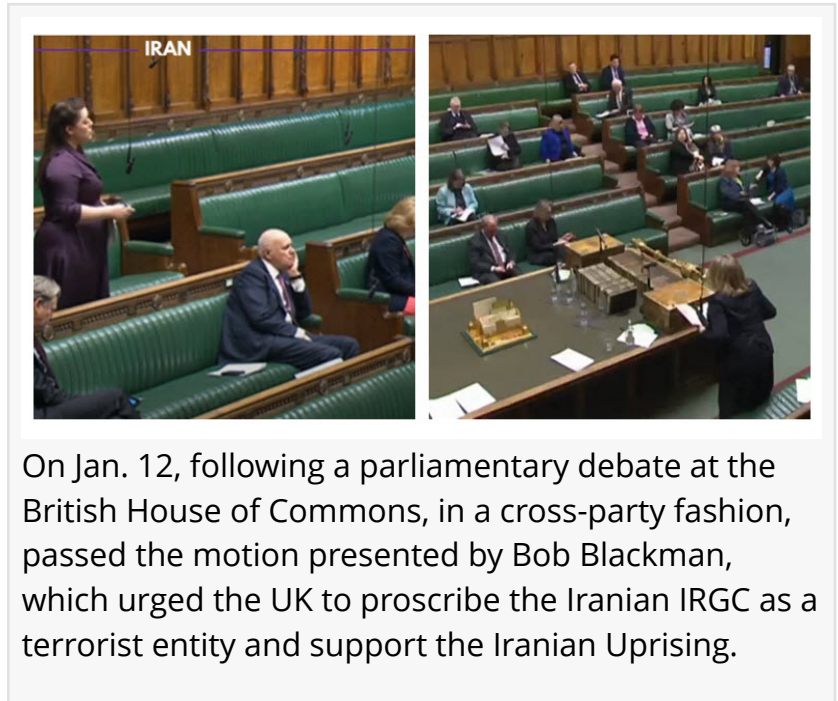 IRAN
On Jan. 12, following a parliamentary debate at the
British House of Commons, in a cross-party fashion,
passed the motion presented by Bob Blackman,
which urged the UK to proscribe the Iranian IRGC as a
terrorist entity and support the Iranian Uprising.